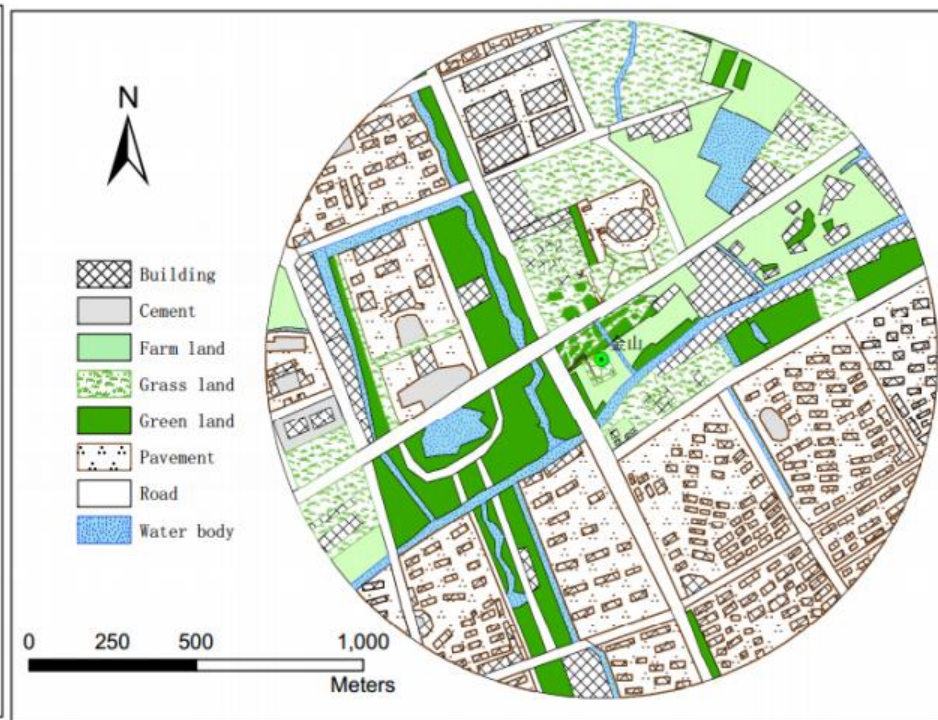 N
Building
Cement
Farm land
Grass land
Green land
Pavement
Road
Water body
金山
0 250 500 1,000
Meters